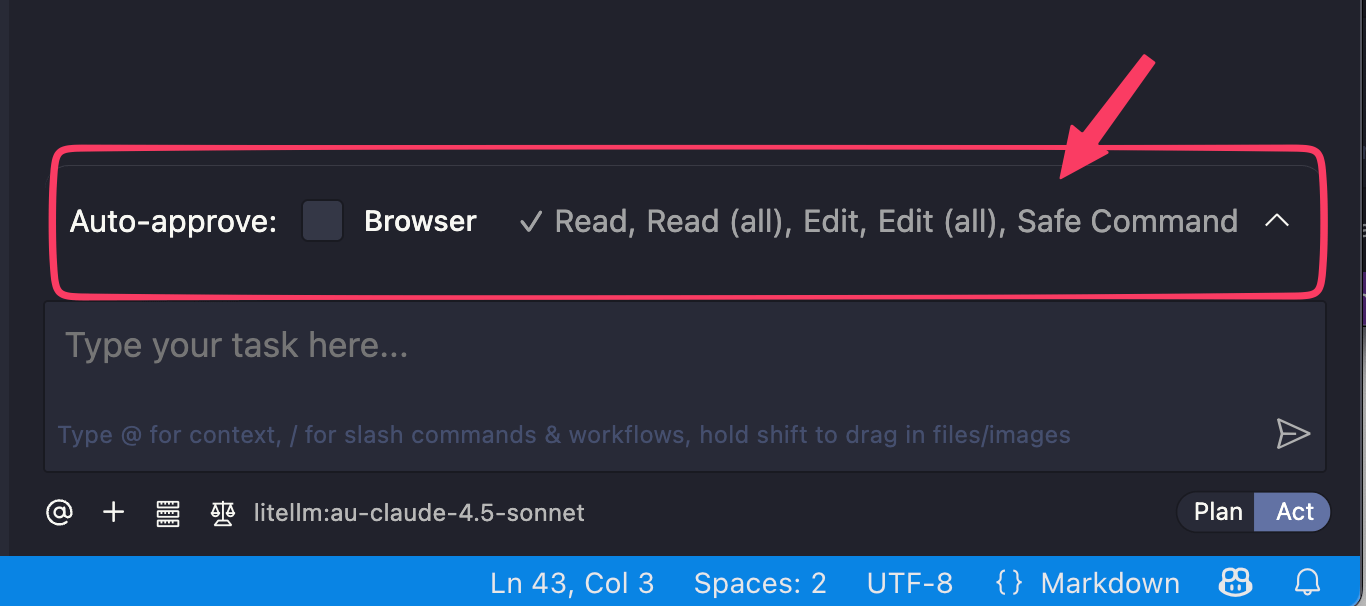 Auto-approve: Browser ✓ Read, Read (all), Edit, Edit (all), Safe Command
Type your task here...
Type @ for context, / for slash commands & workflows, hold shift to drag in files/images
@ + litellm:au-claude-4.5-sonnet Plan Act
Ln 43, Col 3 Spaces: 2 UTF-8 {} Markdown